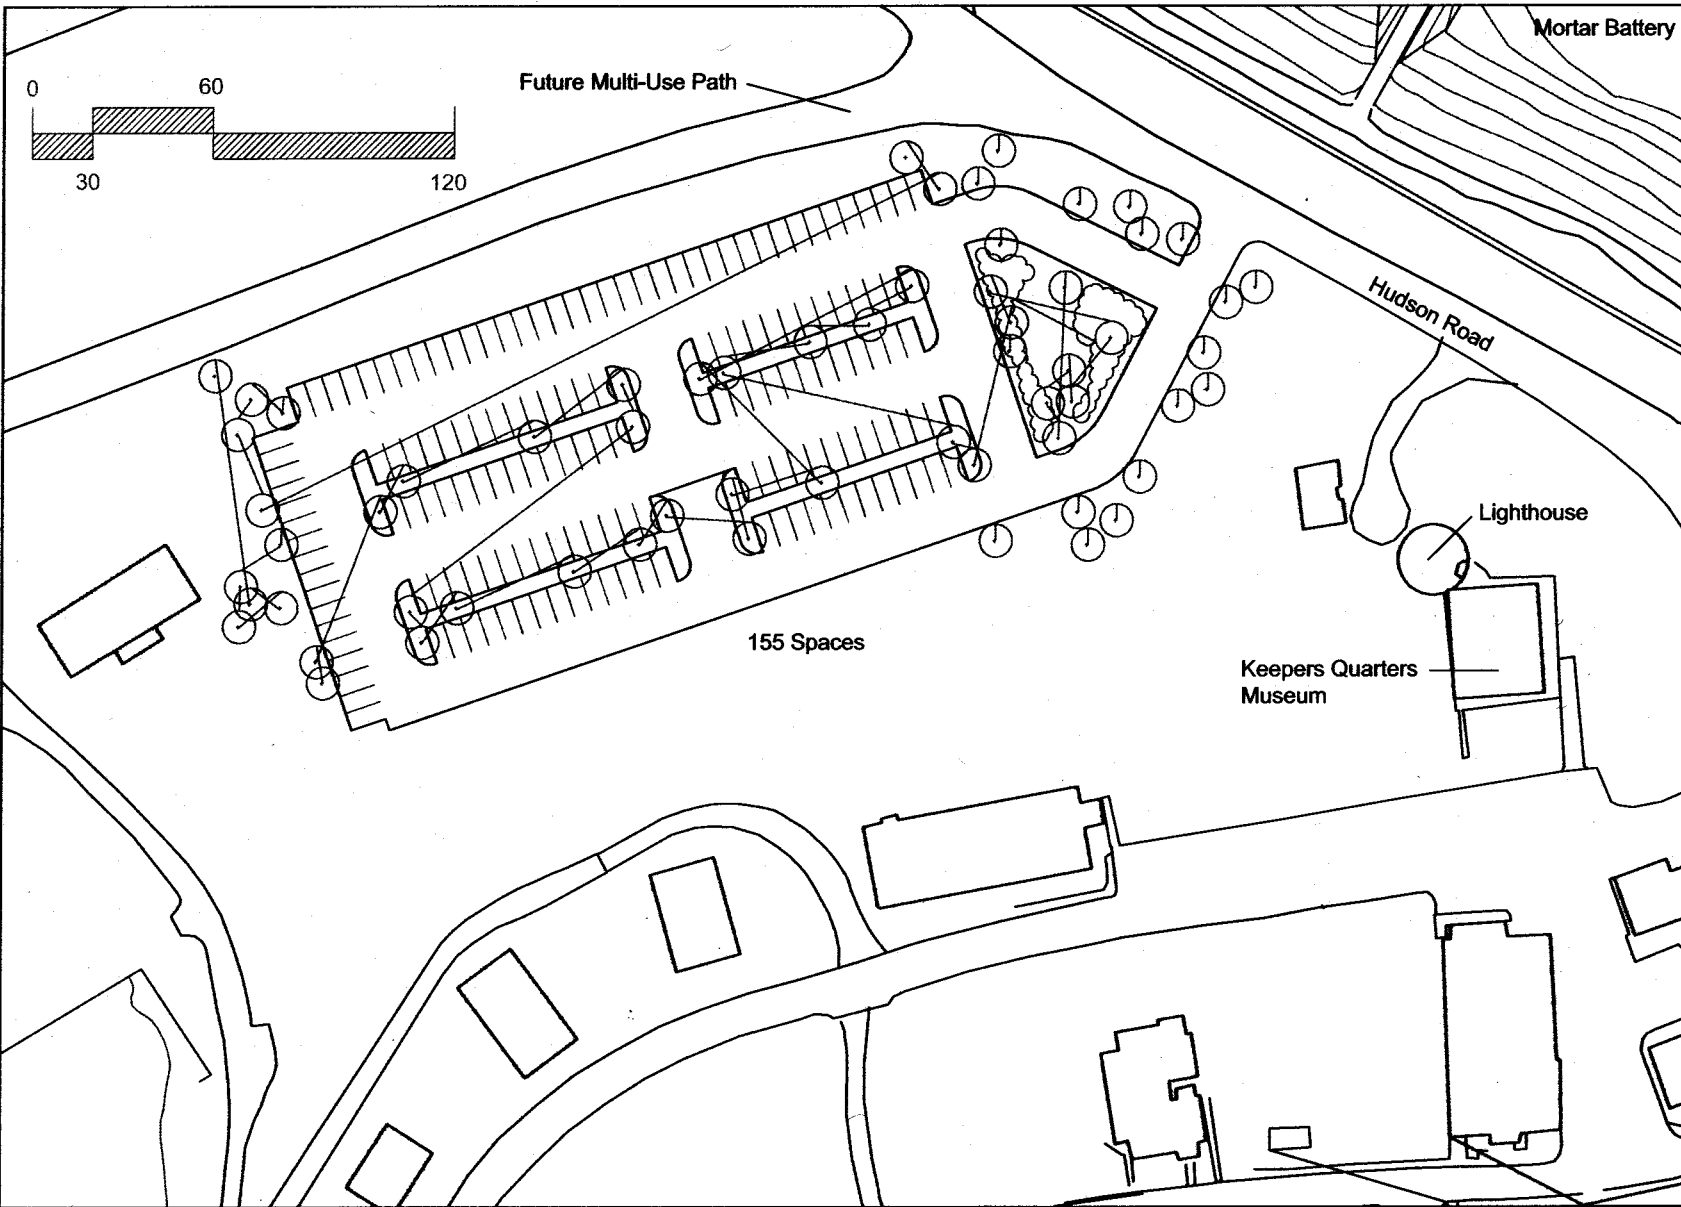 Mortar Battery
0
60
Future Multi-Use Path
30
120
Hudson Road
Lighthouse
155 Spaces
Keepers Quarters
Museum